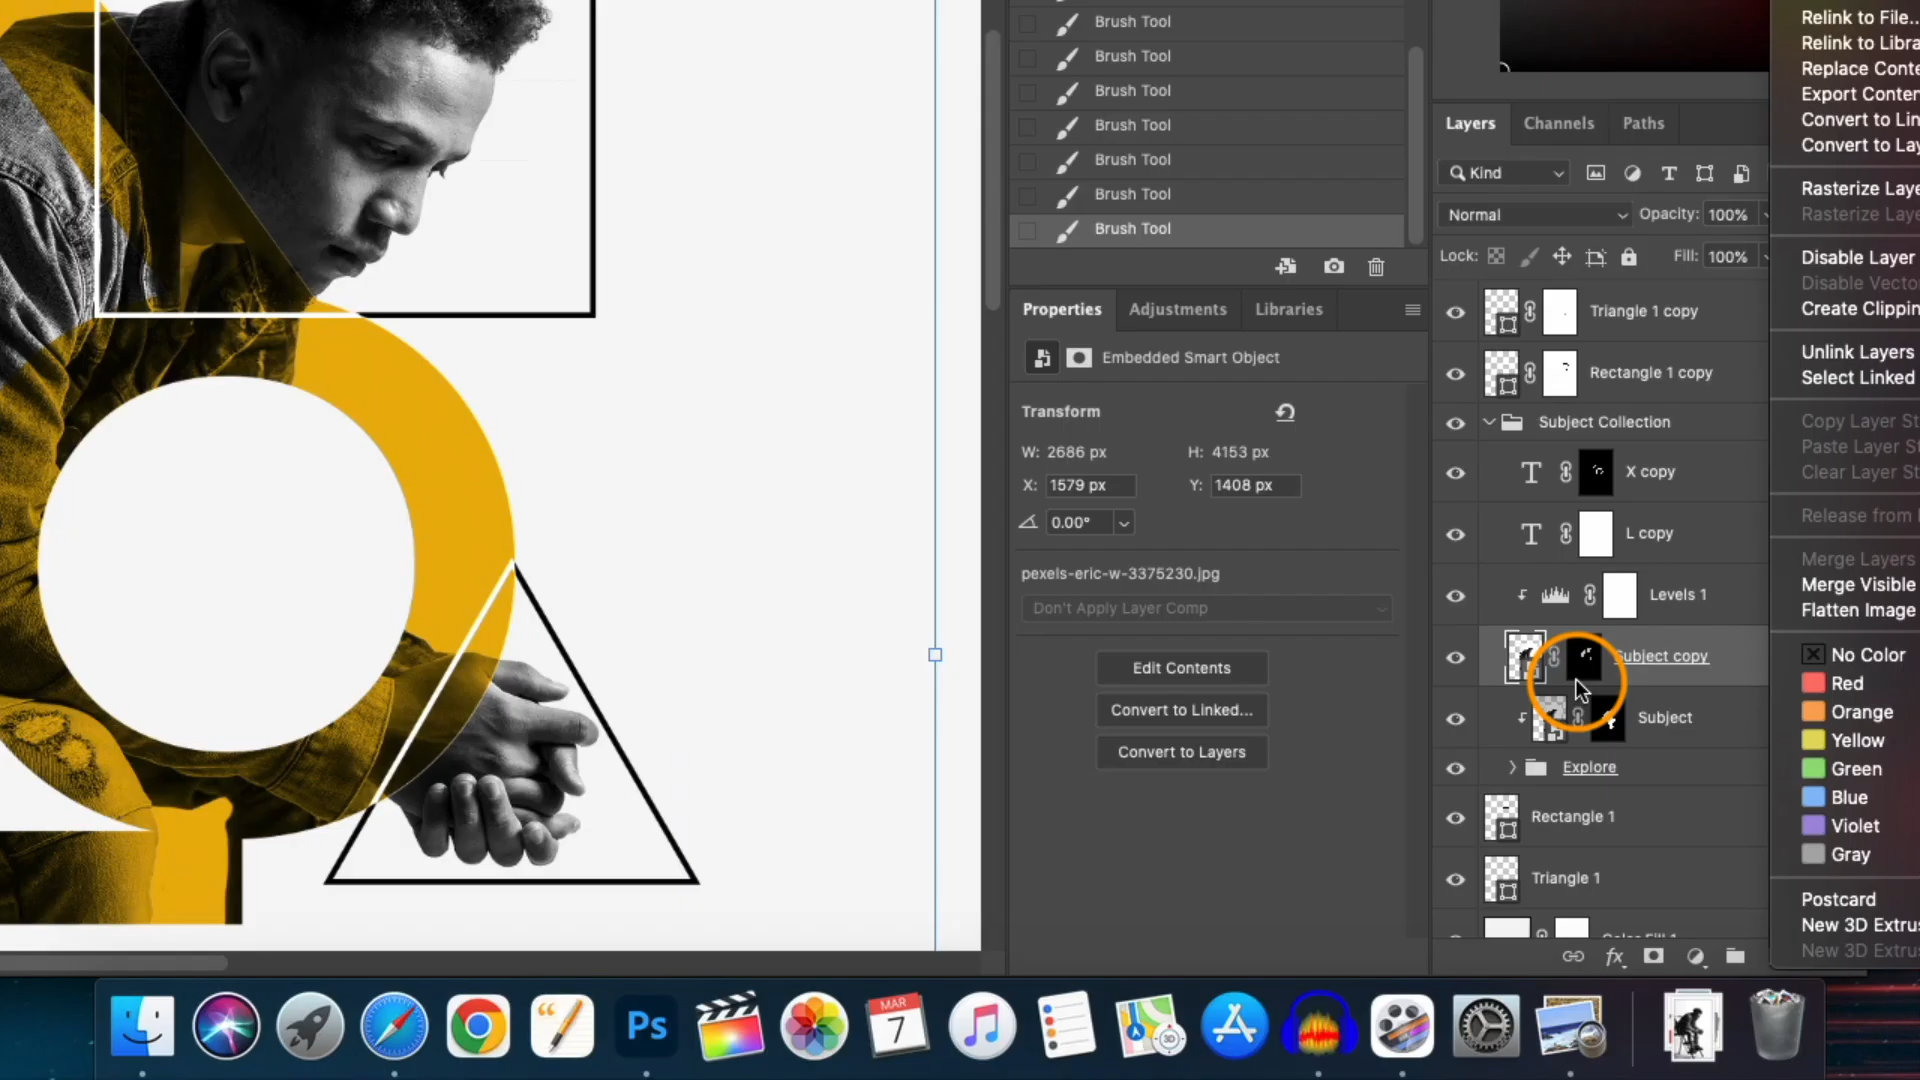 Brush Tool
Brush Tool
Brush Tool
Brush Tool
Brush Tool
Brush Tool
Brush Tool
Properties
Adjustments
Libraries
Embedded Smart Object
Transform
W: 2686 px
H: 4153 px
X: 1579 px
Y: 1408 px
0.00°
pexels-eric-w-3375230.jpg
Don't Apply Layer Comp
Edit Contents
Convert to Linked...
Convert to Layers
Layers
Channels
Paths
Kind
T
Normal
Opacity: 100%
Lock:
Fill: 100%
Triangle 1 copy
Rectangle 1 copy
Subject Collection
T X copy
T L copy
Levels 1
Subject copy
Subject
Explore
Rectangle 1
Triangle 1
fx
Relink to File..
Relink to Libra
Replace Conte
Export Conten
Convert to Lin
Convert to Lay
Rasterize Laye
Rasterize Laye
Disable Layer
Disable Vecto
Create Clippin
Unlink Layers
Select Linked
Copy Layer St
Paste Layer St
Clear Layer St
Release from
Merge Layers
Merge Visible
Flatten Image
No Color
Red
Orange
Yellow
Green
Blue
Violet
Gray
Postcard
New 3D Extrus
New 3D Extrus
Ps
MAR
7
3D